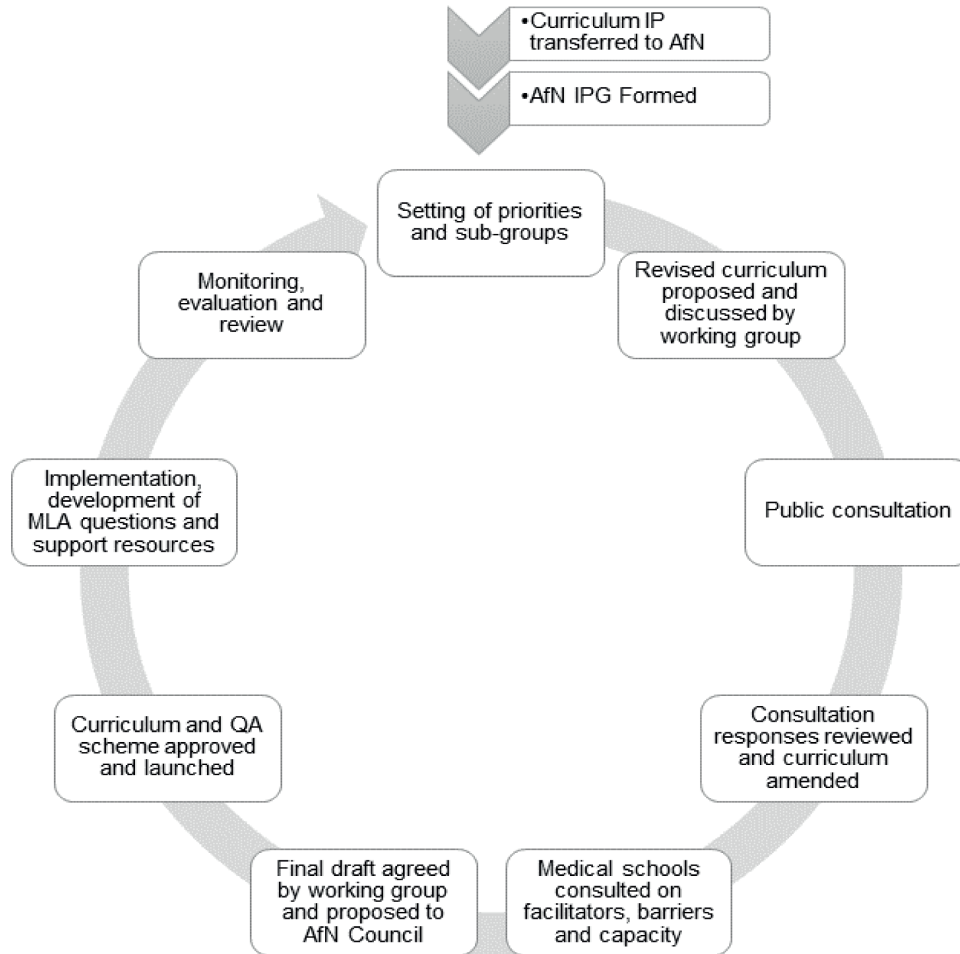 •Curriculum IP
transferred to AfN
•AfN IPG Formed
Setting of priorities
and sub-groups
Revised curriculum
proposed and
discussed by
working group
Public consultation
Consultation
responses reviewed
and curriculum
amended
Medical schools
consulted on
facilitators, barriers
and capacity
Final draft agreed
by working group
and proposed to
AfN Council
Curriculum and QA
scheme approved
and launched
Implementation,
development of
MLA questions and
support resources
Monitoring,
evaluation and
review